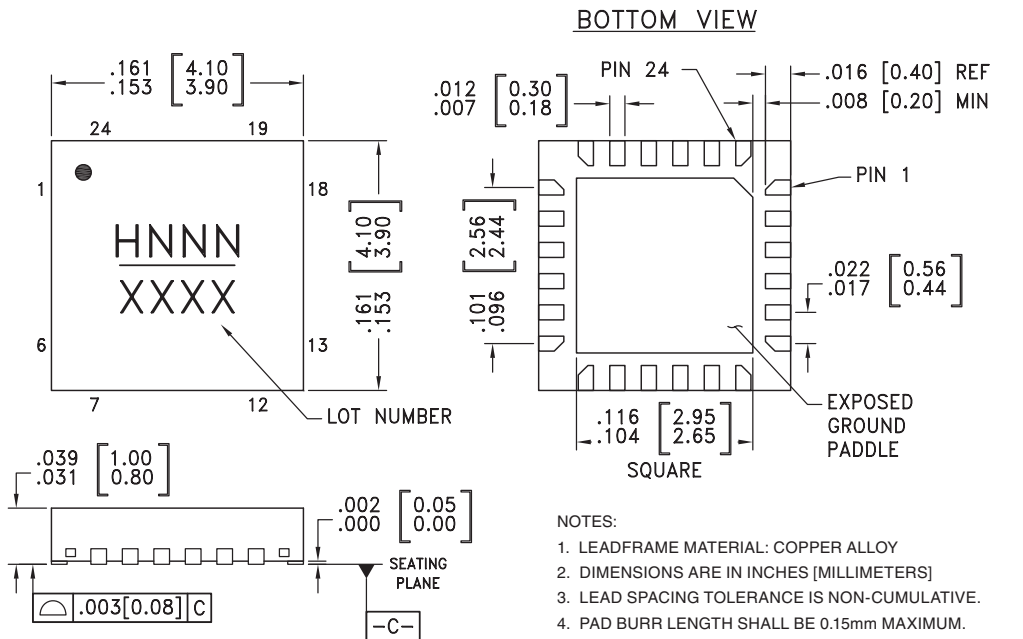 BOTTOM VIEW
.161 [4.10]
.153 [3.90]
24 19
1 18
HNNN
XXXX
6 13
7 12
LOT NUMBER
.161 [4.10]
.153 [3.90]
PIN 24
.012 [0.30]
.007 [0.18]
.016 [0.40] REF
.008 [0.20] MIN
PIN 1
.101 [2.56]
.096 [2.44]
.022 [0.56]
.017 [0.44]
EXPOSED
GROUND
PADDLE
.116 [2.95]
.104 [2.65]
SQUARE
.039 [1.00]
.031 [0.80]
.002 [0.05]
.000 [0.00]
SEATING
PLANE
.003[0.08] C
-C-
NOTES:
1. LEADFRAME MATERIAL: COPPER ALLOY
2. DIMENSIONS ARE IN INCHES [MILLIMETERS]
3. LEAD SPACING TOLERANCE IS NON-CUMULATIVE.
4. PAD BURR LENGTH SHALL BE 0.15mm MAXIMUM.